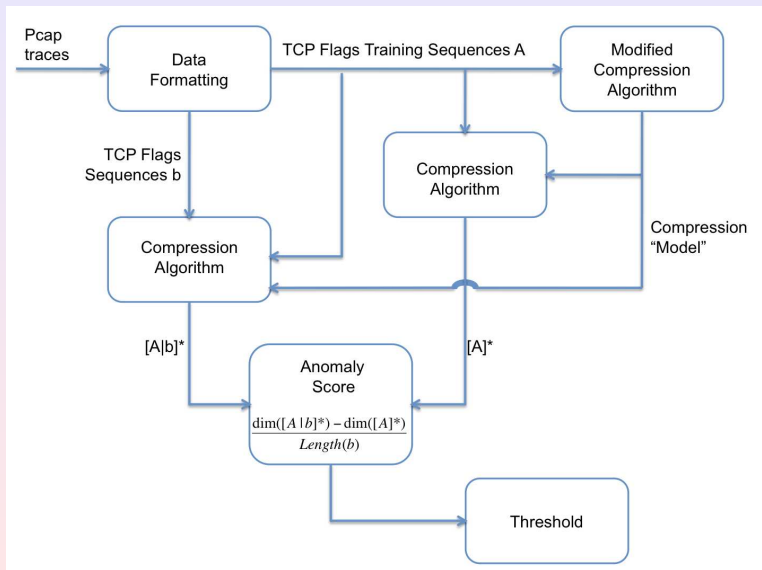 Pcap
traces
Data
Formatting
TCP Flags Training Sequences A
Modified
Compression
Algorithm
TCP Flags
Sequences b
Compression
Algorithm
Compression
Algorithm
Compression
“Model”
[A|b]*
[A]*
Anomaly
Score
dim([A | b]*) – dim([A]*)
Length(b)
Threshold